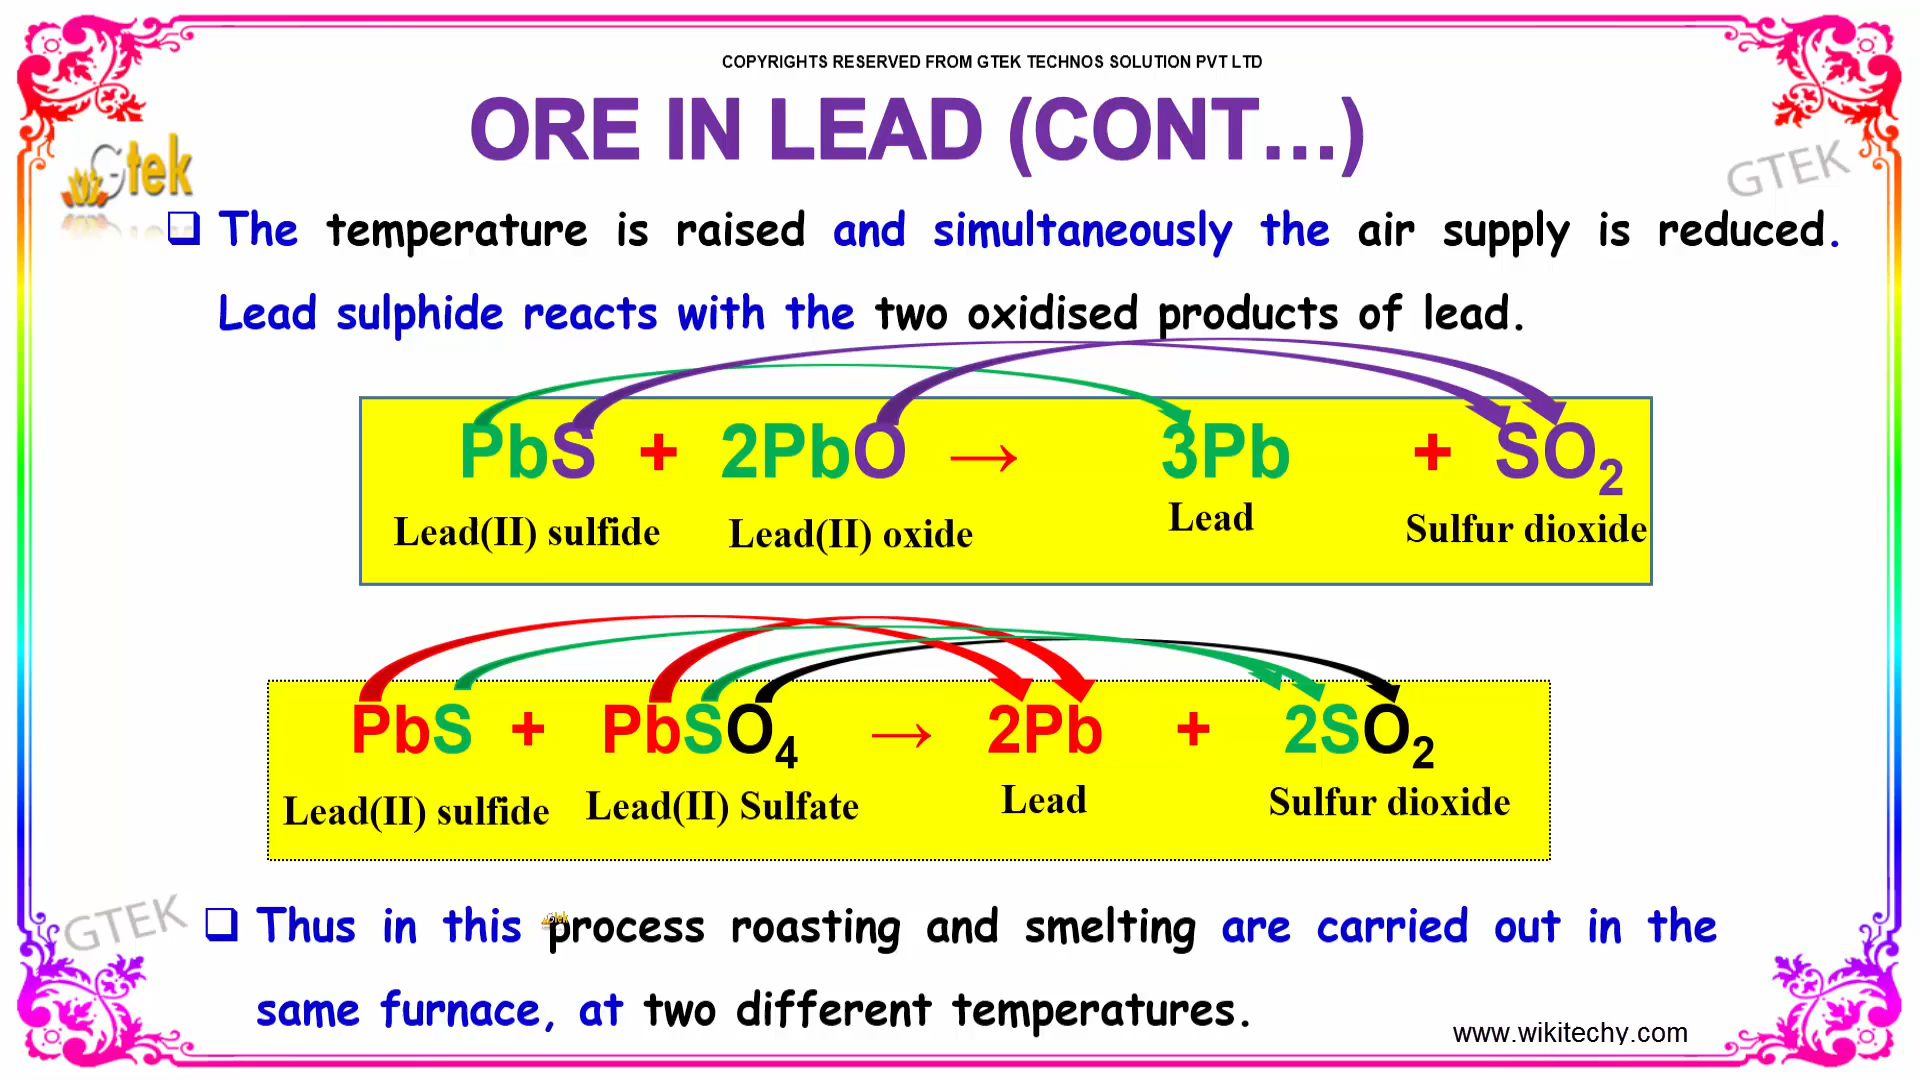 COPYRIGHTS RESERVED FROM GTEK TECHNOS SOLUTION PVT LTD
ORE IN LEAD (CONT…)
Gtek
GTEK
❑ The temperature is raised and simultaneously the air supply is reduced.
Lead sulphide reacts with the two oxidised products of lead.
PbS + 2PbO → 3Pb + SO₂
Lead(II) sulfide Lead(II) oxide Lead Sulfur dioxide
PbS + PbSO₄ → 2Pb + 2SO₂
Lead(II) sulfide Lead(II) Sulfate Lead Sulfur dioxide
GTEK
❑ Thus in this process roasting and smelting are carried out in the
same furnace, at two different temperatures.
www.wikitechy.com